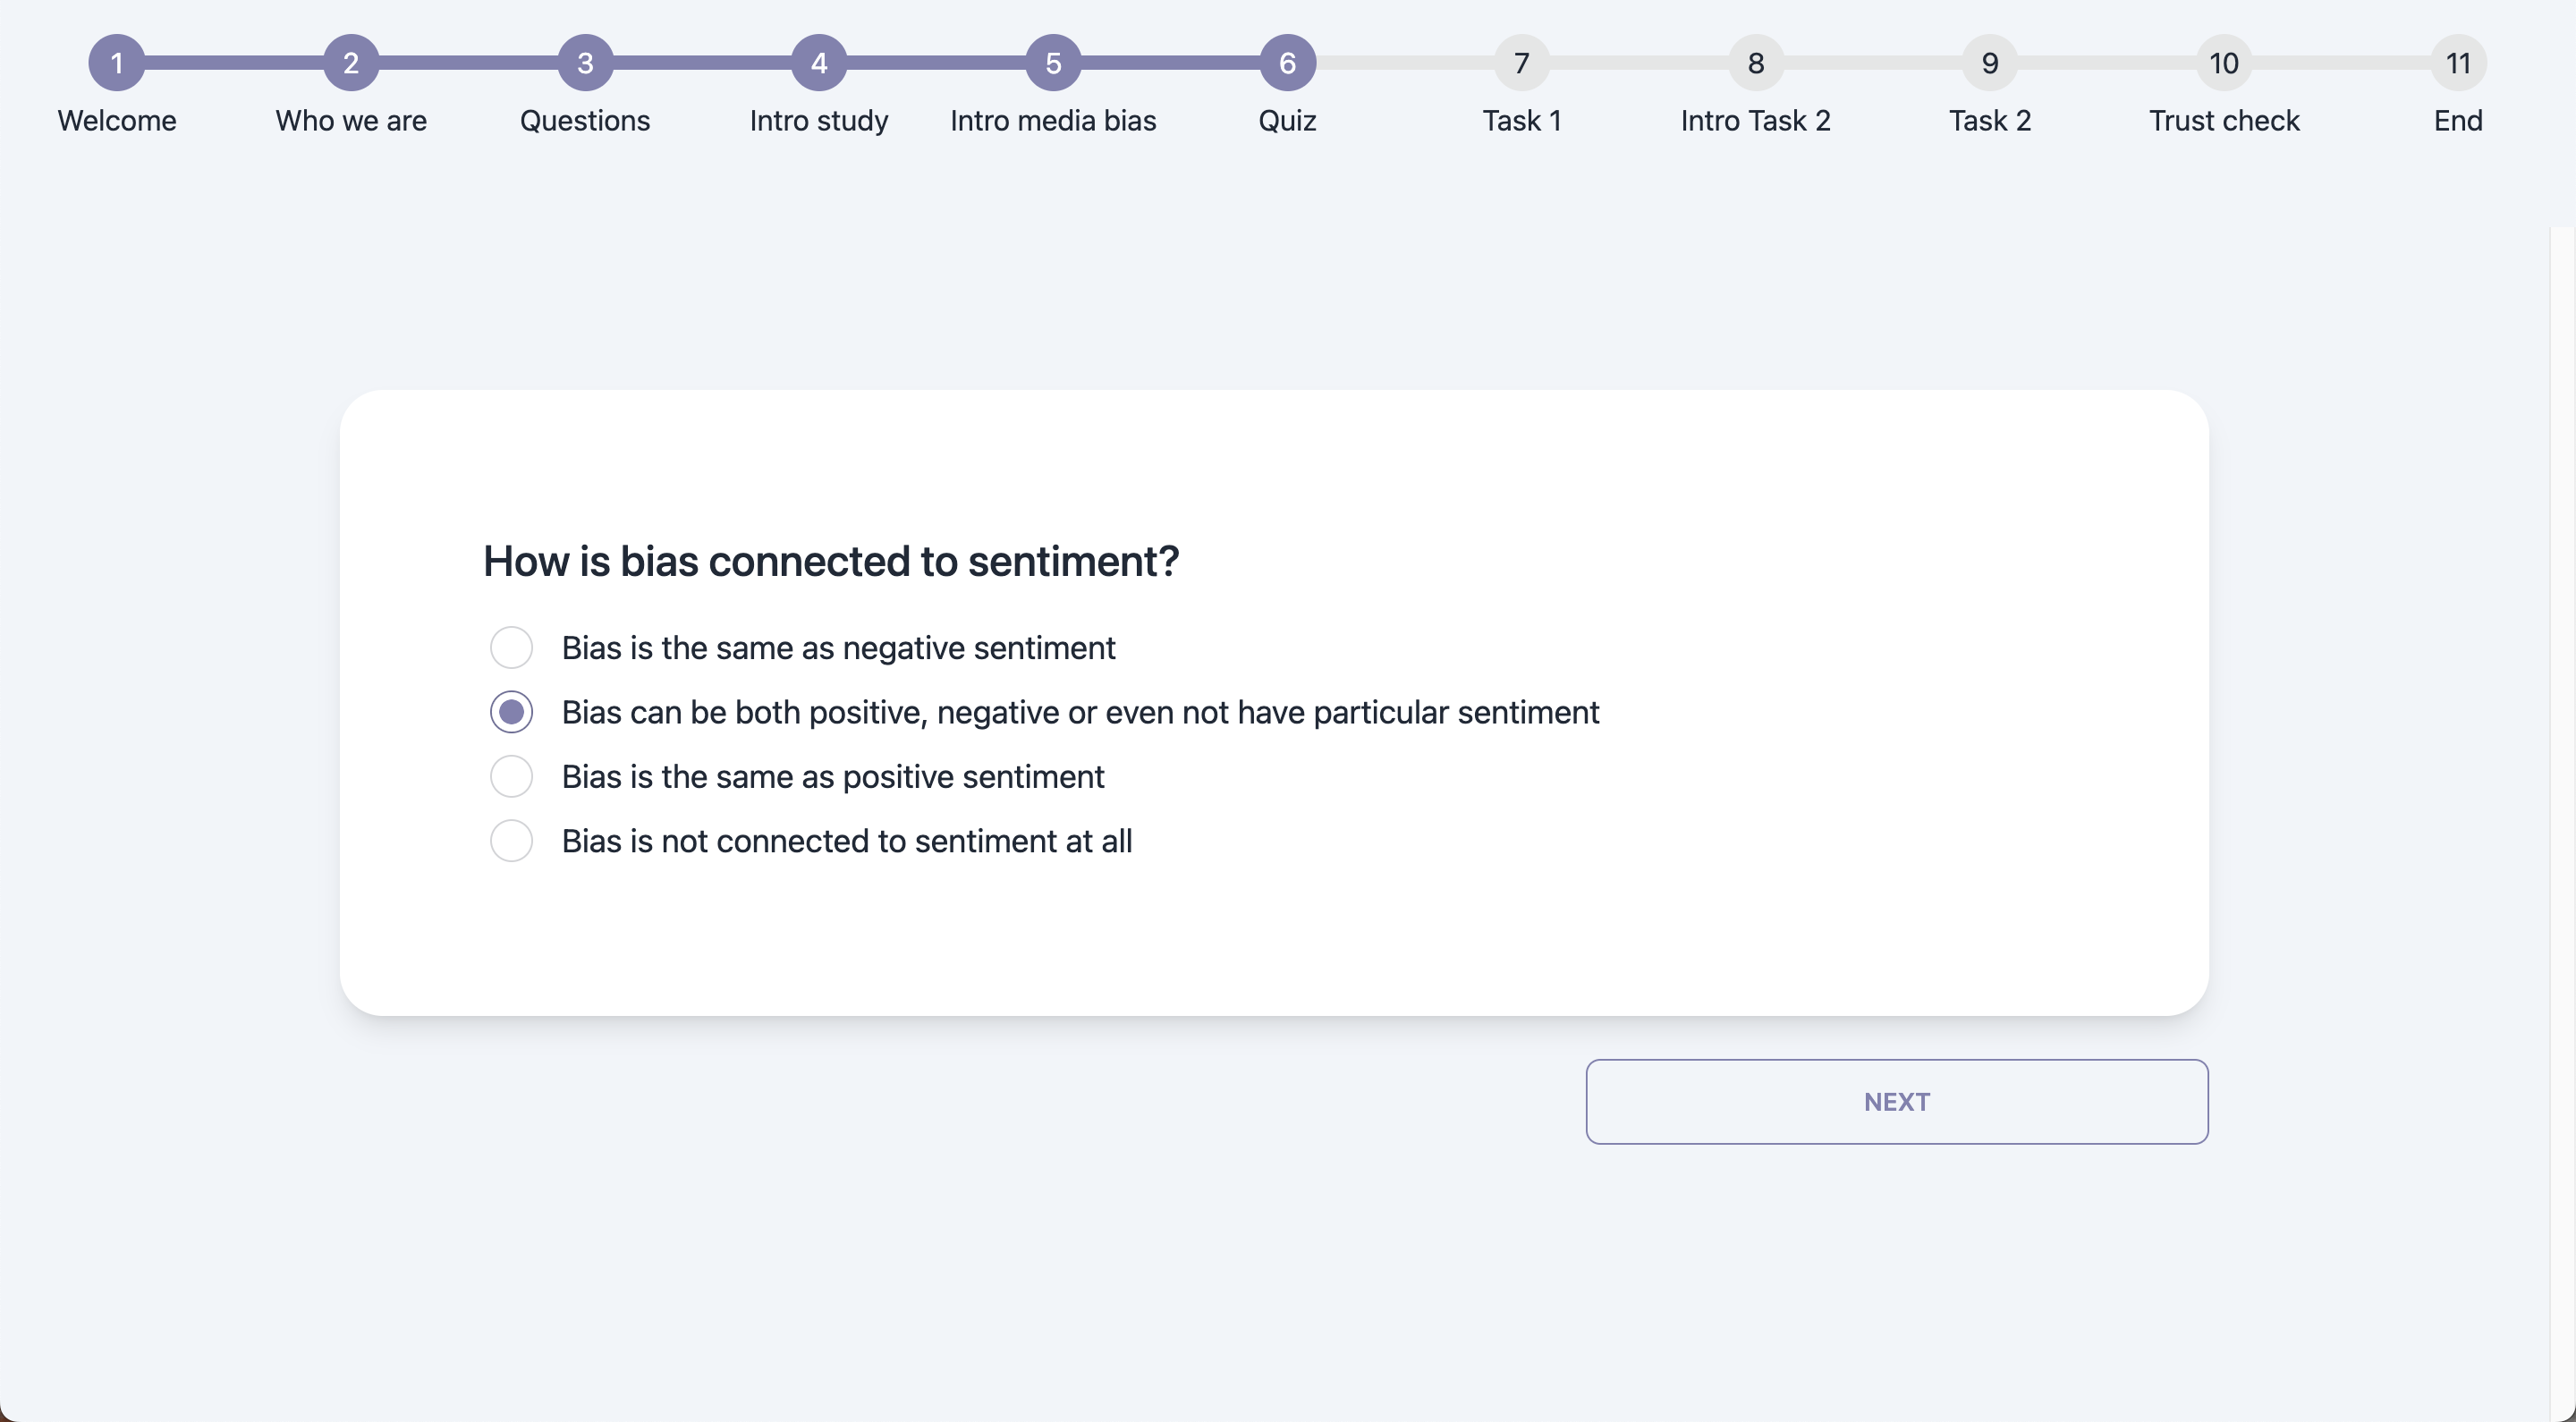 1
2
3
4
5
6
7
8
9
10
11
Welcome
Who we are
Questions
Intro study
Intro media bias
Quiz
Task 1
Intro Task 2
Task 2
Trust check
End
How is bias connected to sentiment?
Bias is the same as negative sentiment
Bias can be both positive, negative or even not have particular sentiment
Bias is the same as positive sentiment
Bias is not connected to sentiment at all
NEXT